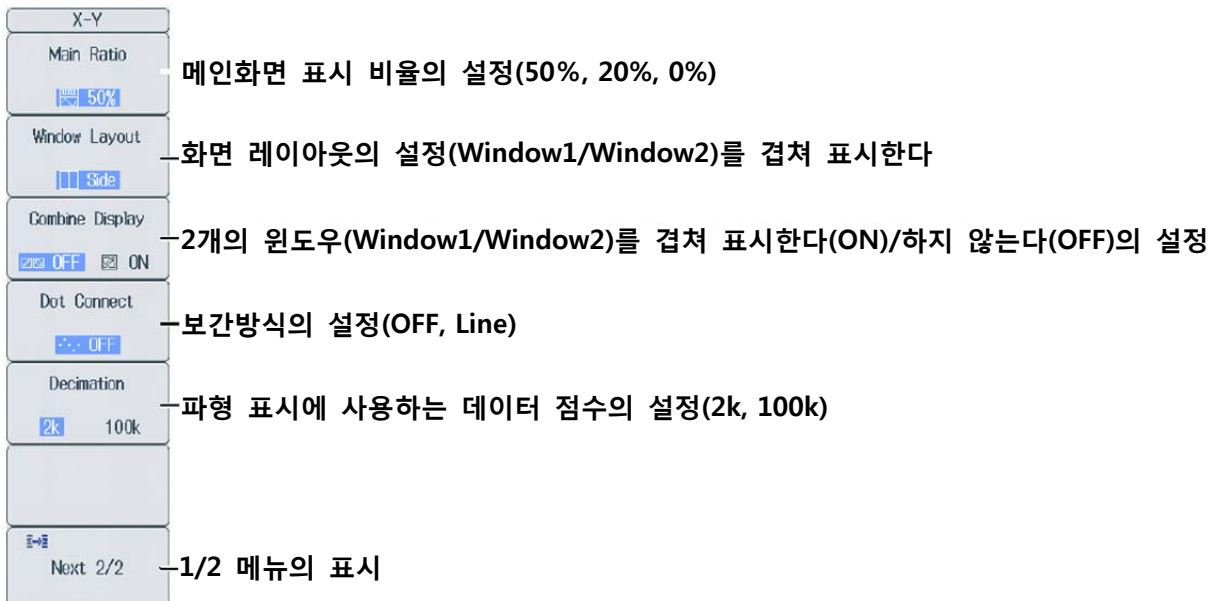 X-Y
Main Ratio
50%
메인화면 표시 비율의 설정(50%, 20%, 0%)
Window Layout
Side
화면 레이아웃의 설정(Window1/Window2)를 겹쳐 표시한다
Combine Display
OFF ON
2개의 윈도우(Window1/Window2)를 겹쳐 표시한다(ON)/하지 않는다(OFF)의 설정
Dot Connect
OFF
보간방식의 설정(OFF, Line)
Decimation
2k 100k
파형 표시에 사용하는 데이터 점수의 설정(2k, 100k)
Next 2/2
1/2 메뉴의 표시